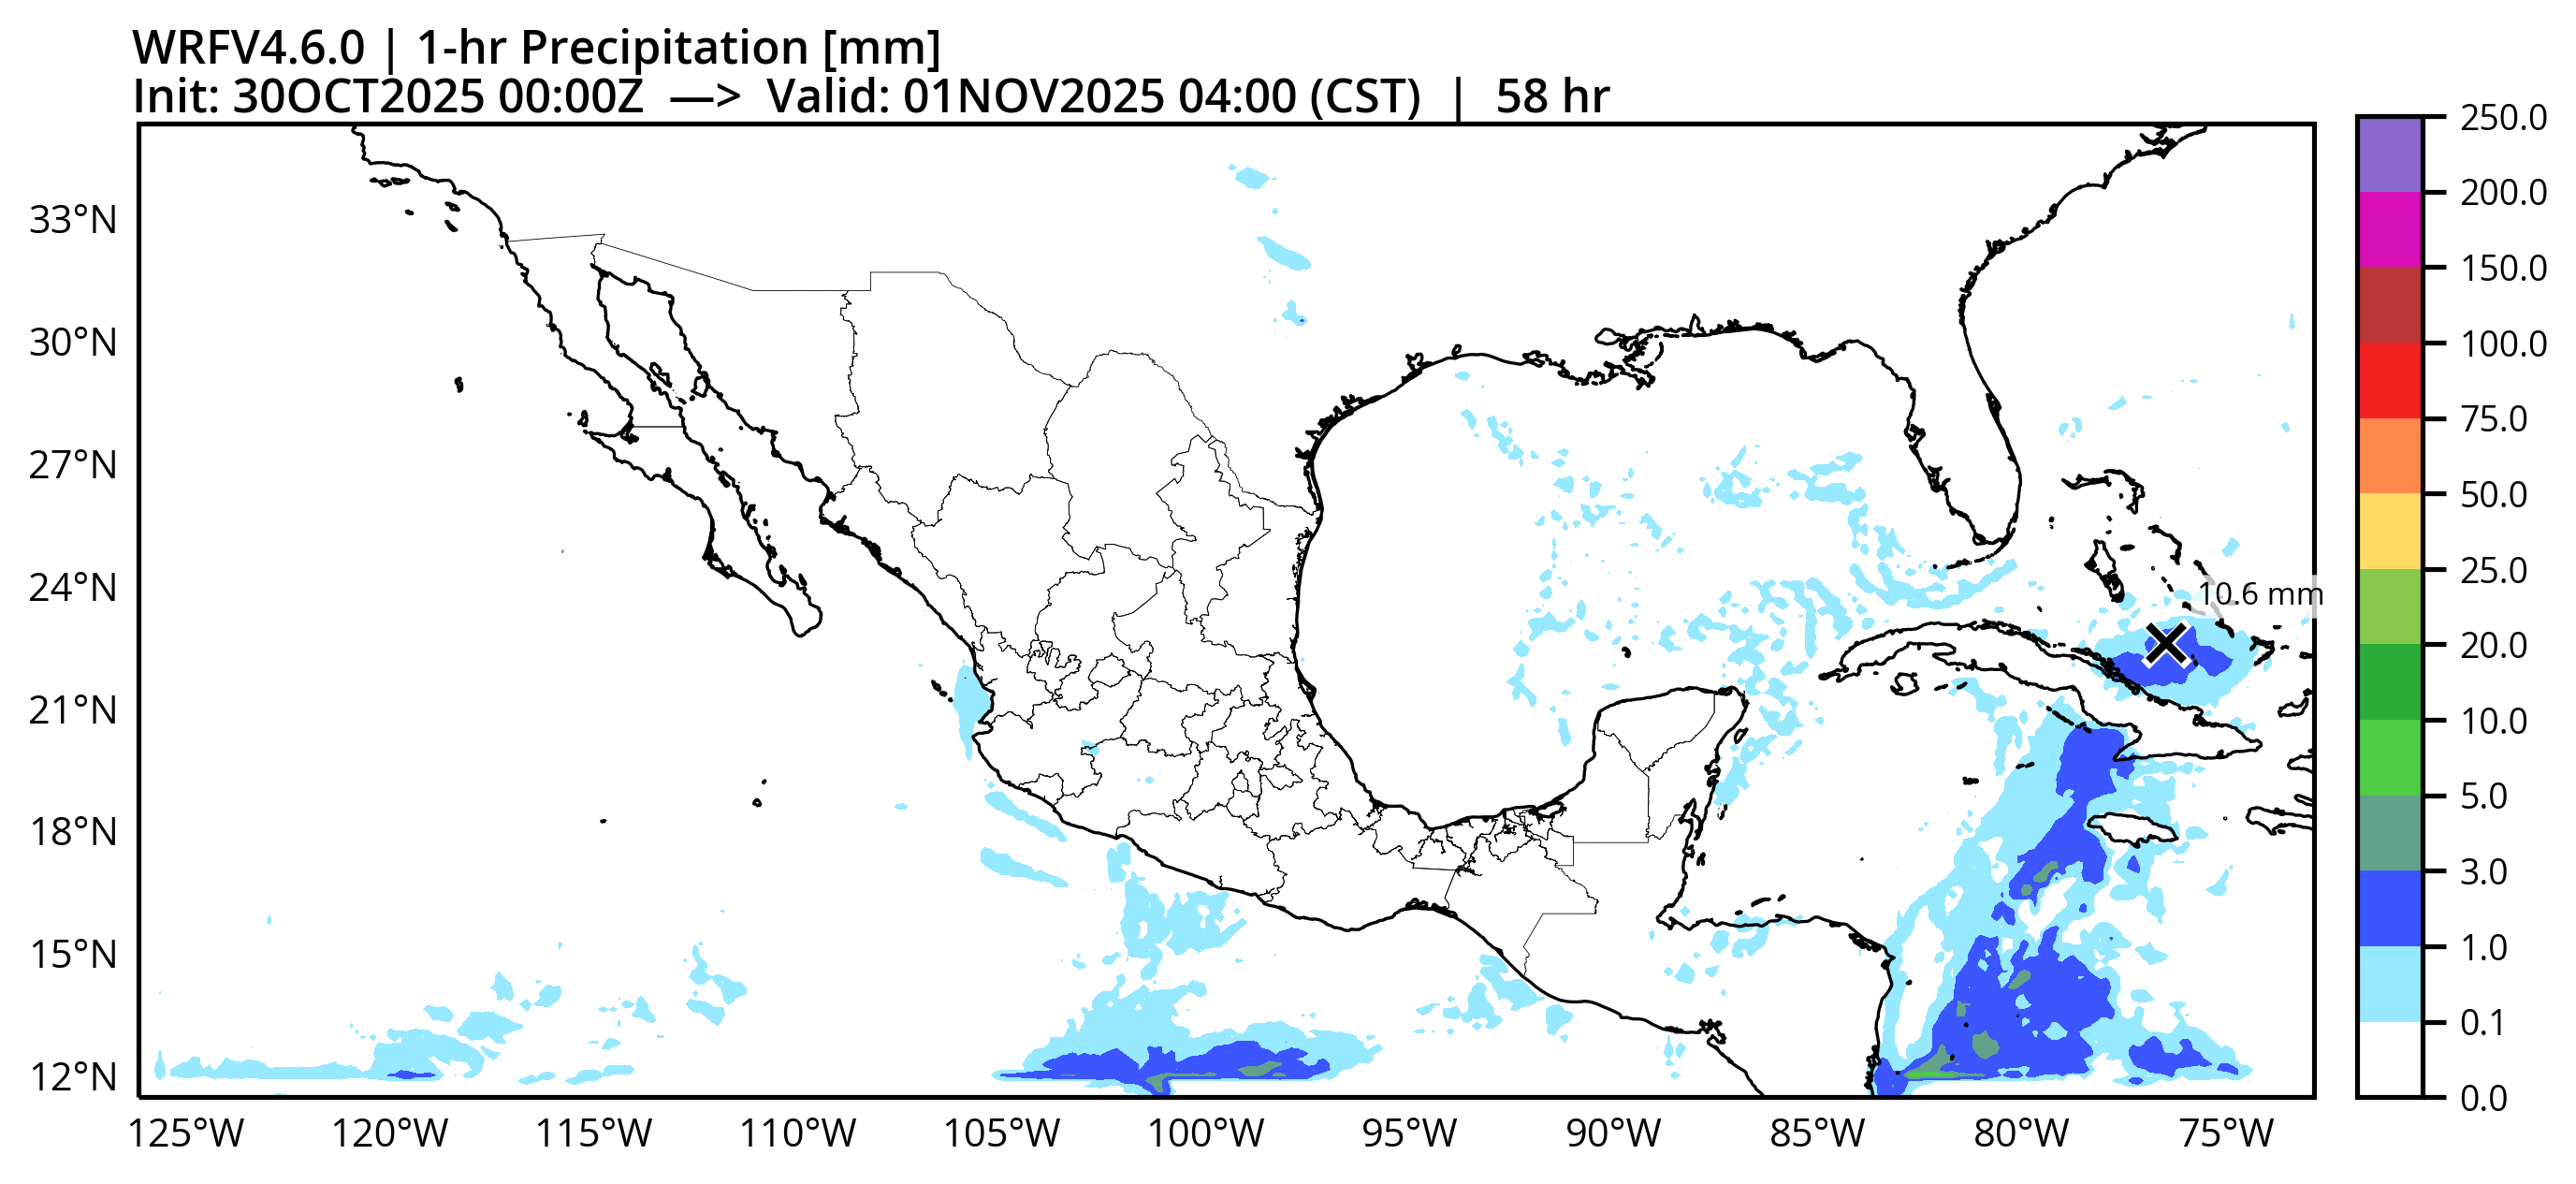 WRFV4.6.0 | 1-hr Precipitation [mm]
Init: 30OCT2025 00:00Z —> Valid: 01NOV2025 04:00 (CST) | 58 hr
33°N
30°N
27°N
24°N
21°N
18°N
15°N
12°N
125°W
120°W
115°W
110°W
105°W
100°W
95°W
90°W
85°W
80°W
75°W
10.6 mm
250.0
200.0
150.0
100.0
75.0
50.0
25.0
20.0
10.0
5.0
3.0
1.0
0.1
0.0